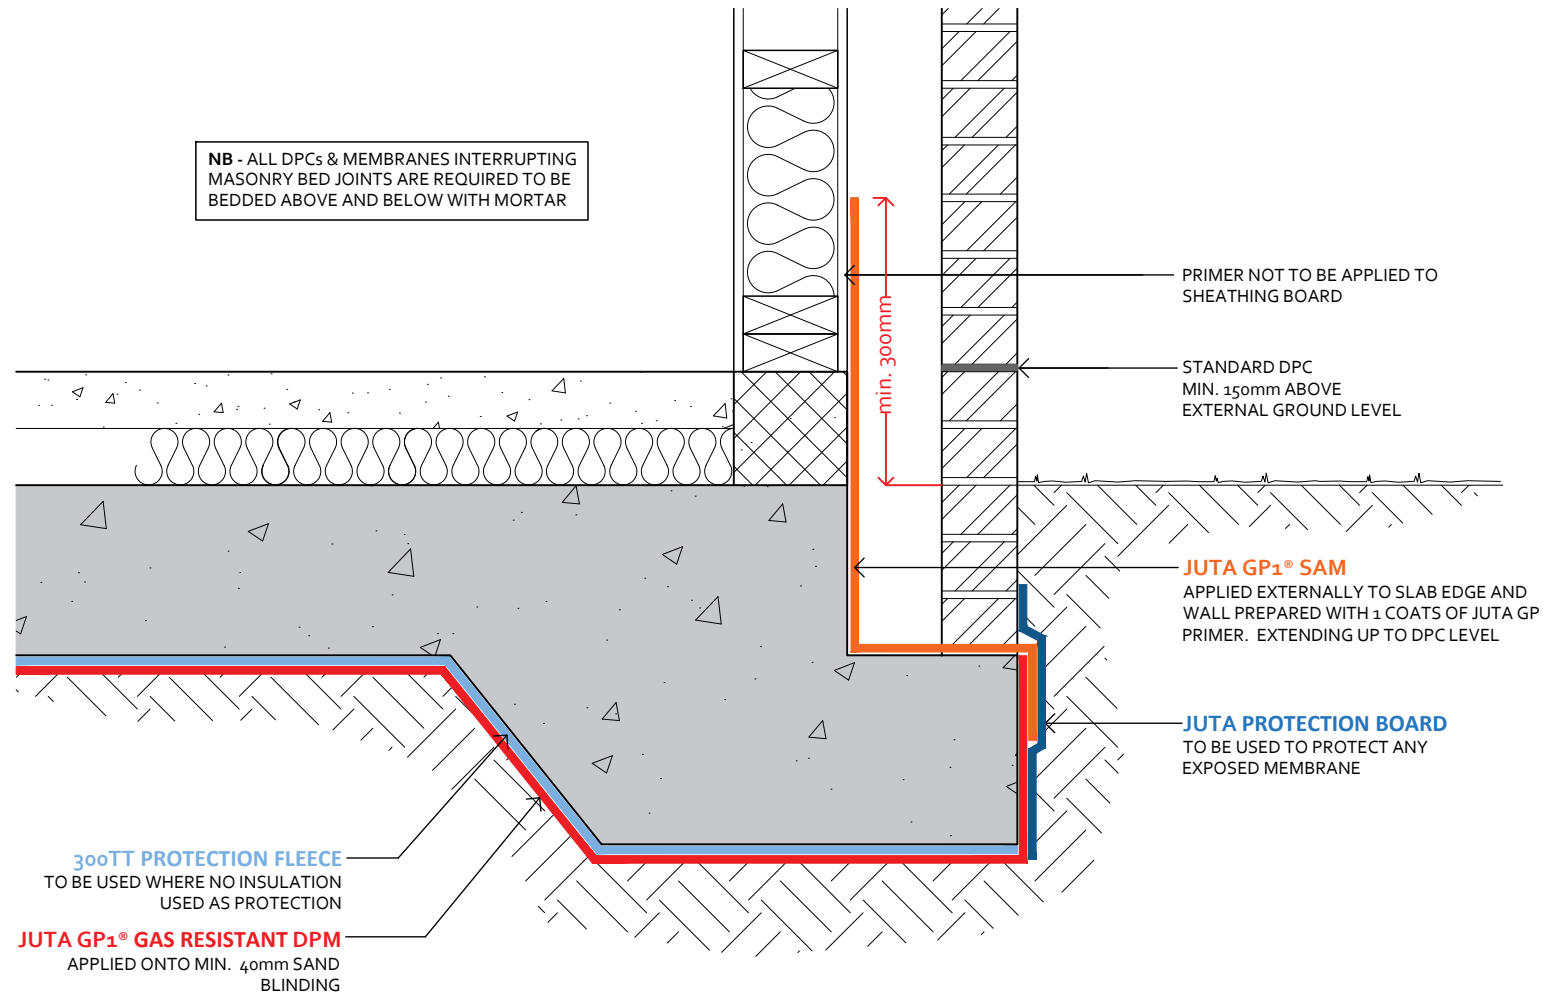 NB - ALL DPCs & MEMBRANES INTERRUPTING
MASONRY BED JOINTS ARE REQUIRED TO BE
BEDDED ABOVE AND BELOW WITH MORTAR
min. 300mm
PRIMER NOT TO BE APPLIED TO
SHEATHING BOARD
STANDARD DPC
MIN. 150mm ABOVE
EXTERNAL GROUND LEVEL
JUTA GP1® SAM
APPLIED EXTERNALLY TO SLAB EDGE AND
WALL PREPARED WITH 1 COATS OF JUTA GP
PRIMER. EXTENDING UP TO DPC LEVEL
JUTA PROTECTION BOARD
TO BE USED TO PROTECT ANY
EXPOSED MEMBRANE
300TT PROTECTION FLEECE
TO BE USED WHERE NO INSULATION
USED AS PROTECTION
JUTA GP1® GAS RESISTANT DPM
APPLIED ONTO MIN. 40mm SAND
BLINDING